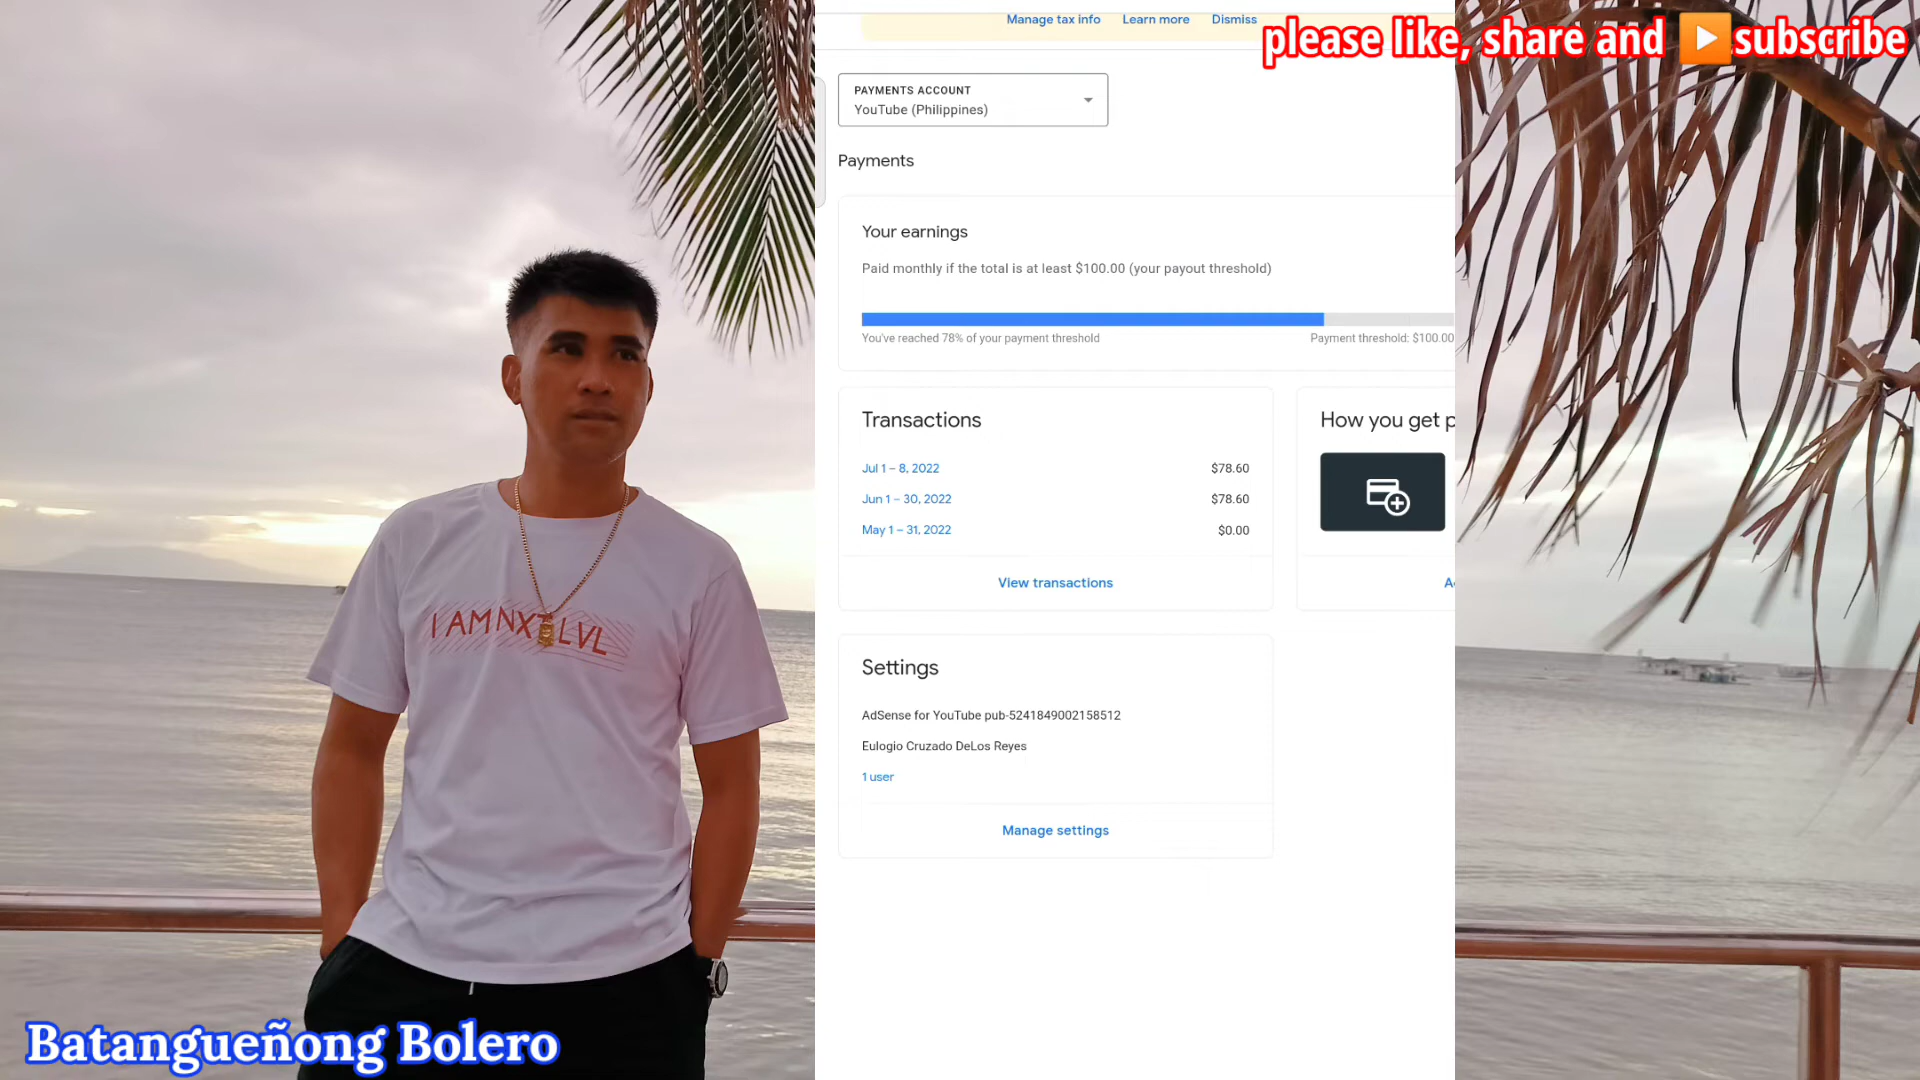 Manage tax info Learn more Dismiss
please like, share and ▶️subscribe
PAYMENTS ACCOUNT
YouTube (Philippines)
Payments
Your earnings
Paid monthly if the total is at least $100.00 (your payout threshold)
You've reached 78% of your payment threshold
Payment threshold: $100.00
Transactions
Jul 1 – 8, 2022 $78.60
Jun 1 – 30, 2022 $78.60
May 1 – 31, 2022 $0.00
View transactions
How you get p
A
Settings
AdSense for YouTube pub-5241849002158512
Eulogio Cruzado DeLos Reyes
1 user
Manage settings
I AM NXT LVL
Batangueñong Bolero